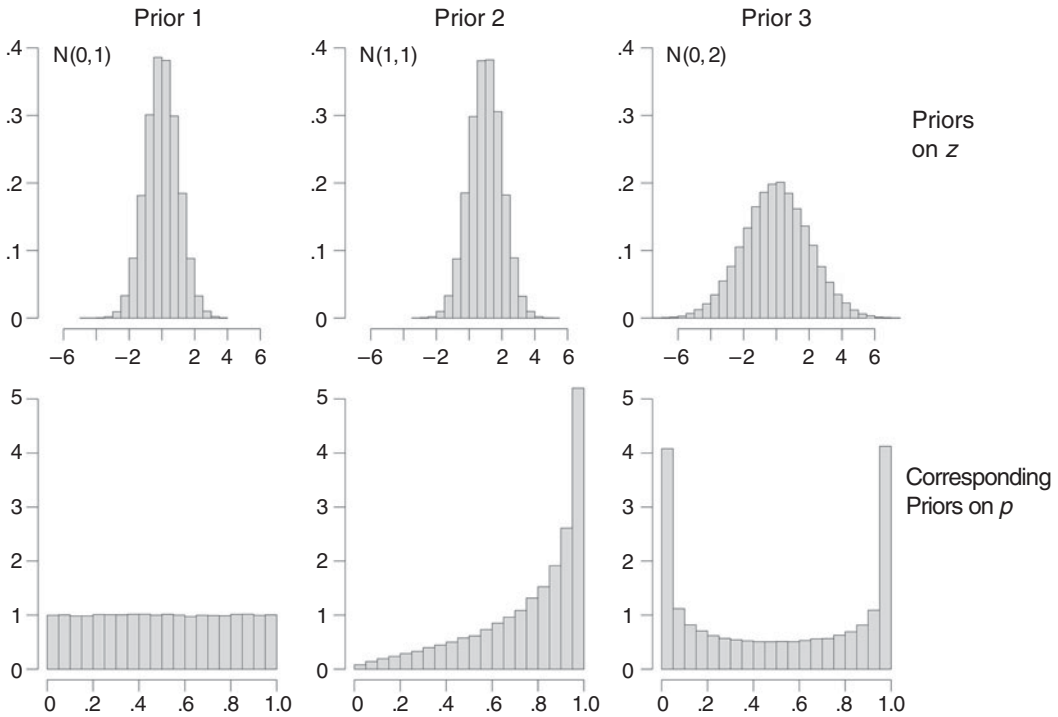 Prior 1
Prior 2
Prior 3
N(0,1)
N(1,1)
N(0,2)
.4
.3
.2
.1
0
.4
.3
.2
.1
0
.4
.3
.2
.1
0
Priors
on z
−6 −2 2 4 6
−6 −2 2 4 6
−6 −2 2 4 6
5
4
3
2
1
0
5
4
3
2
1
0
5
4
3
2
1
0
Corresponding
Priors on p
0 .2 .4 .6 .8 1.0
0 .2 .4 .6 .8 1.0
0 .2 .4 .6 .8 1.0